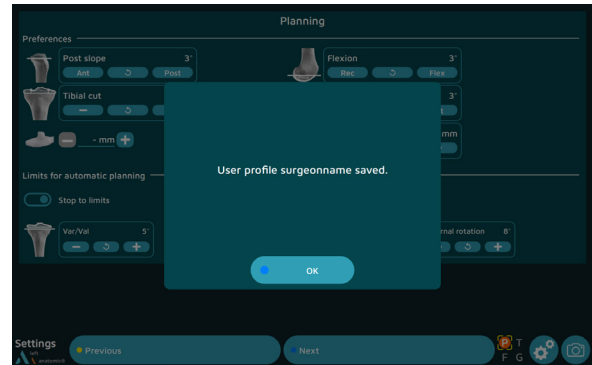 Planning
Preferences
Post slope 3°
Ant Post
Flexion 3°
Rec Flex
Tibial cut
3°
- mm
mm
User profile surgeonname saved.
Limits for automatic planning
Stop to limits
Var/Val 5°
rnal rotation 8°
OK
Settings
left
anatomic
Previous
Next
P T
F G